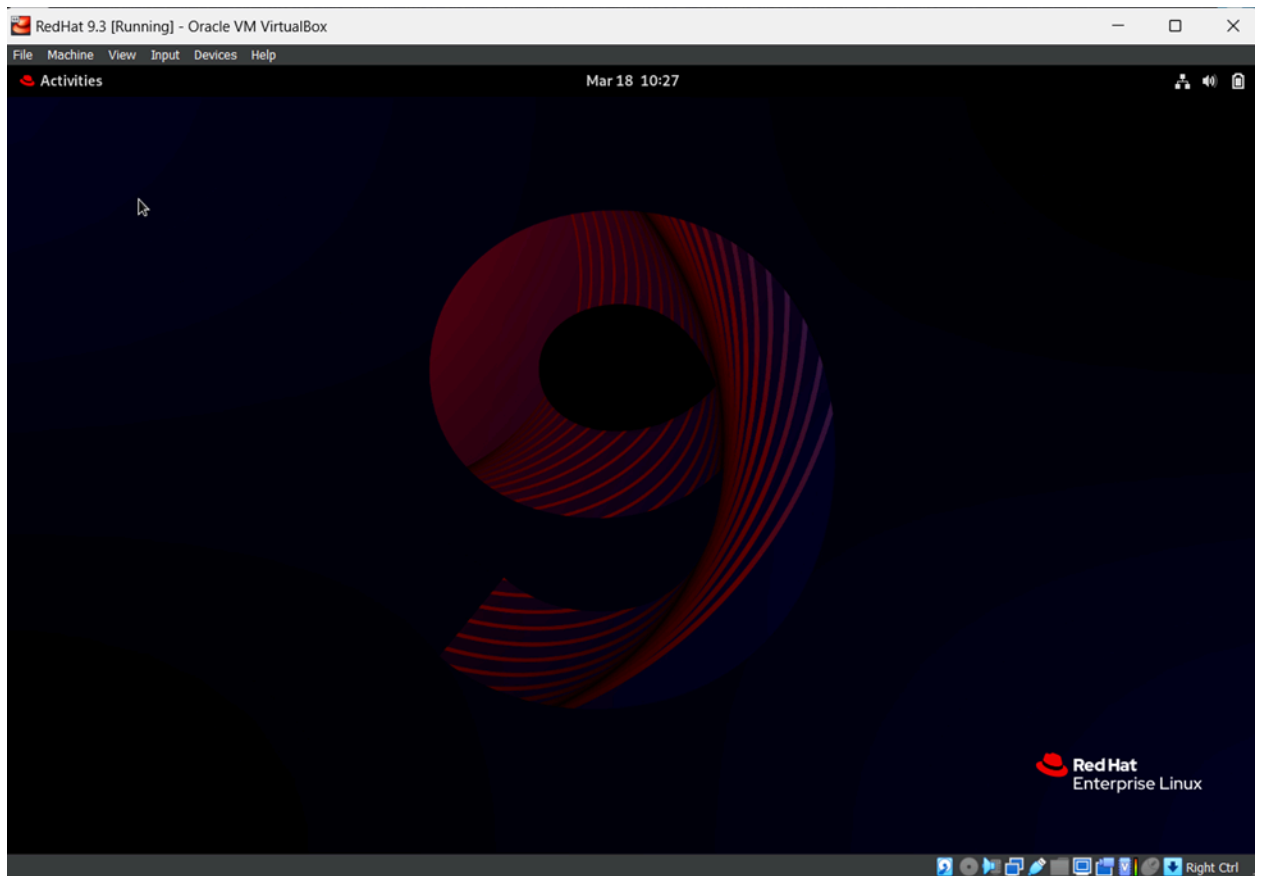 RedHat 9.3 [Running] - Oracle VM VirtualBox
File Machine View Input Devices Help
Activities
Mar 18 10:27
9
Red Hat
Enterprise Linux
Right Ctrl